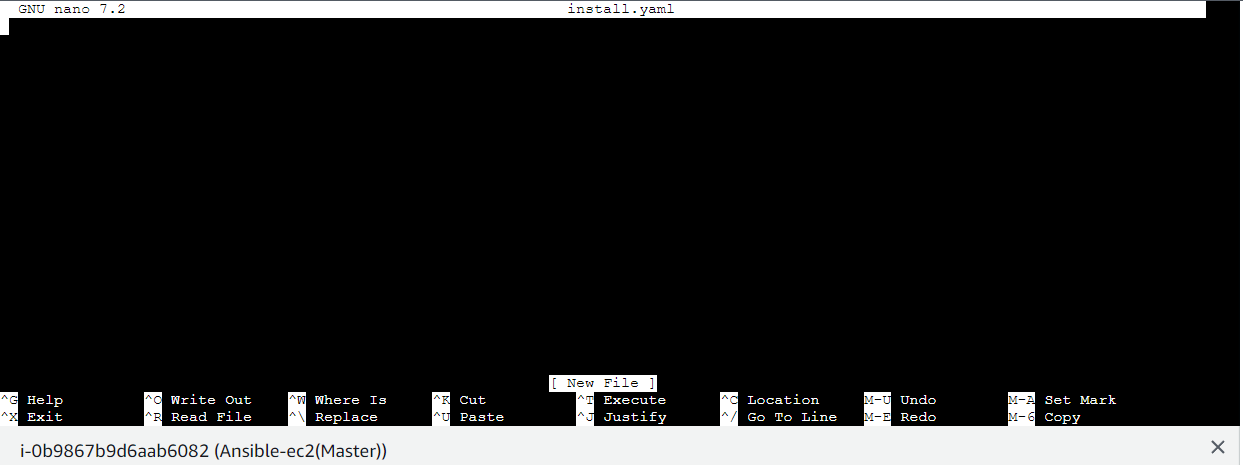 GNU nano 7.2 install.yaml
[ New File ]
^G Help ^O Write Out ^W Where Is ^K Cut ^T Execute ^C Location M-U Undo M-A Set Mark
^X Exit ^R Read File ^\ Replace ^U Paste ^J Justify ^/ Go To Line M-E Redo M-6 Copy
i-0b9867b9d6aab6082 (Ansible-ec2(Master))